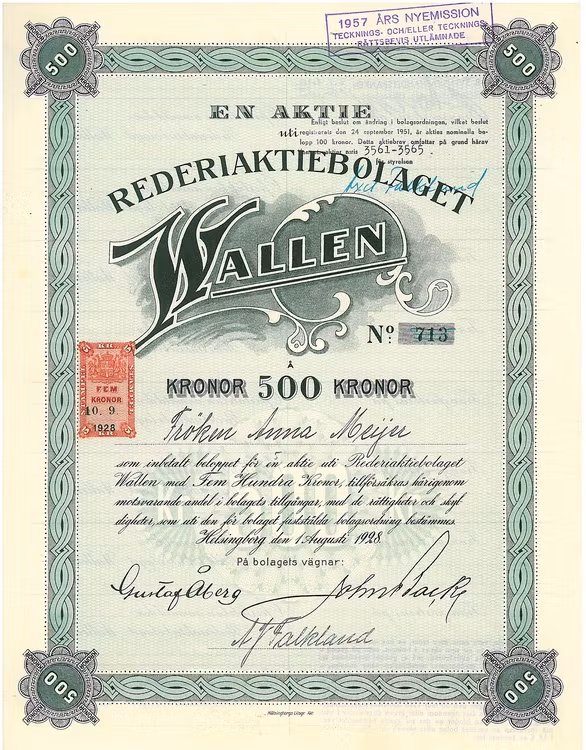 1957 ÅRS NYEMISSION
TECKNINGS- OCH/ELLER TECKNINGS-
RÄTTSBEVIS UTLÄMNADE
500
500
EN AKTIE
Enligt beslut om ändring i bolagsordningen, vilket beslut
uti registrerats den 24 september 1951, är akties nominella be-
lopp 100 kronor. Detta aktiebrev omfattar på grund härav
aktier n:ris 3561-3565.
för styrelsen
REDERIAKTIEBOLAGET
WALLEN
No. 713
FEM
KRONOR
10. 9.
1928
Å
KRONOR 500 KRONOR
Fröken Anna Meijer
som inbetalt beloppet för en aktie uti Rederiaktiebolaget
Wallen med Fem Hundra Kronor, tillförsäkras härigenom
motsvarande andel i bolagets tillgångar, med de rättigheter och skyl
digheter, som uti den för bolaget fastställda bolagsordning bestämmes.
Helsingborg den 1 Augusti 1928.
På bolagets vägnar:
Gustaf Åberg
Falkland
500
500